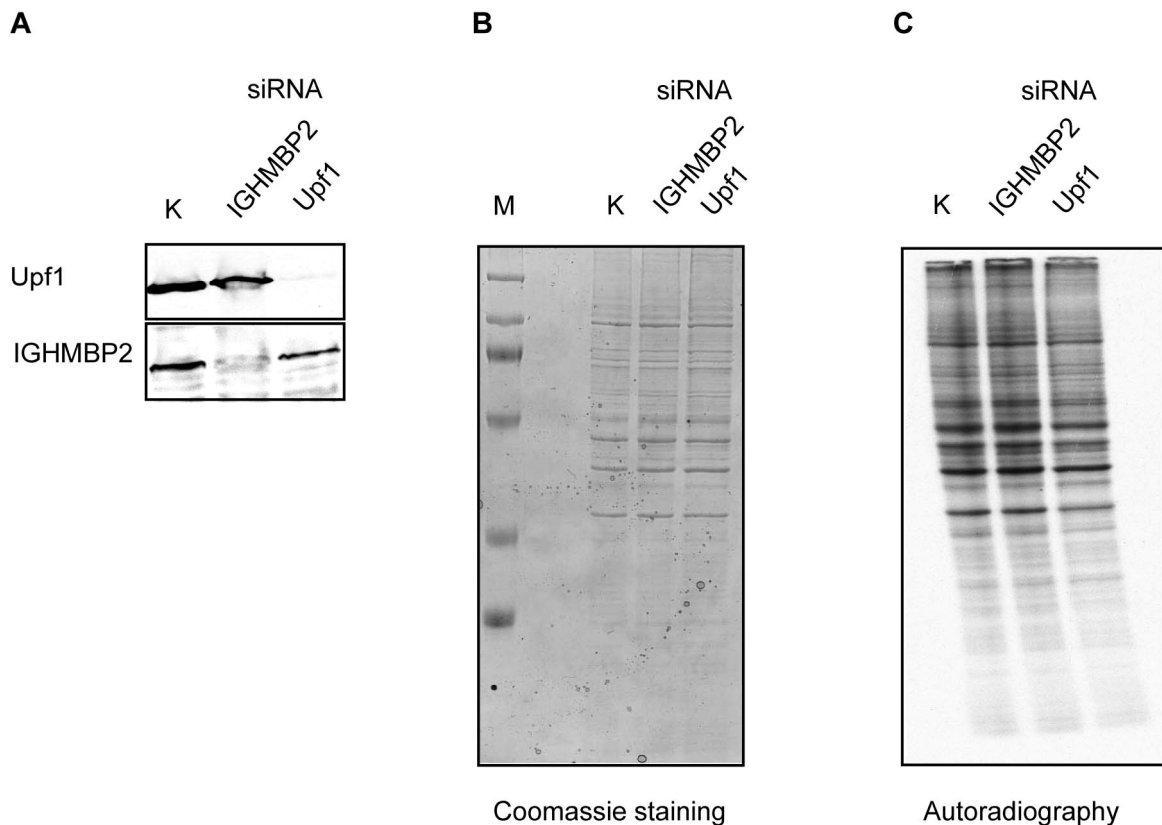 A
siRNA
K
IGHMBP2
Upf1
Upf1
IGHMBP2
B
siRNA
M
K
IGHMBP2
Upf1
Coomassie staining
C
siRNA
K
IGHMBP2
Upf1
Autoradiography